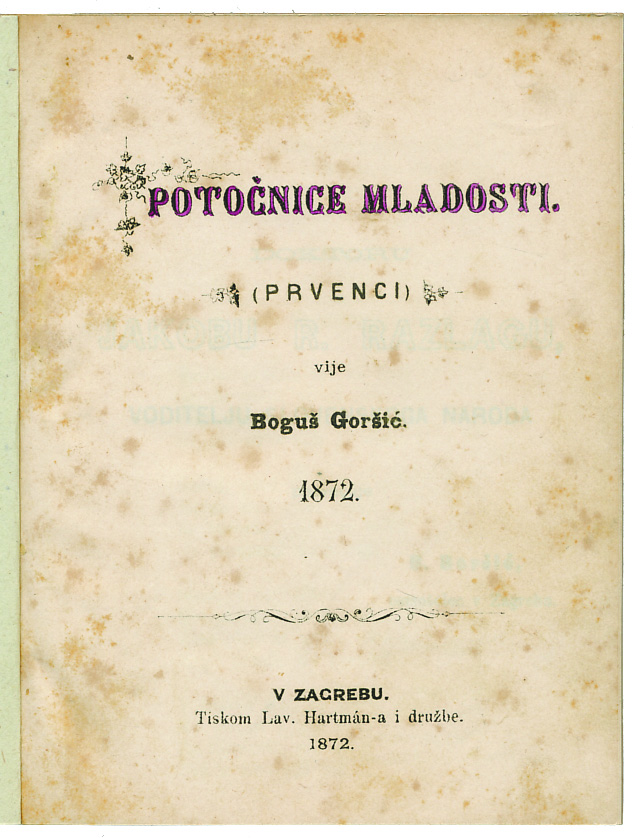 POTOČNICE MLADOSTI.
(PRVENCI)
vije
Boguš Goršić.
1872.
V ZAGREBU.
Tiskom Lav. Hartmán-a i družbe.
1872.